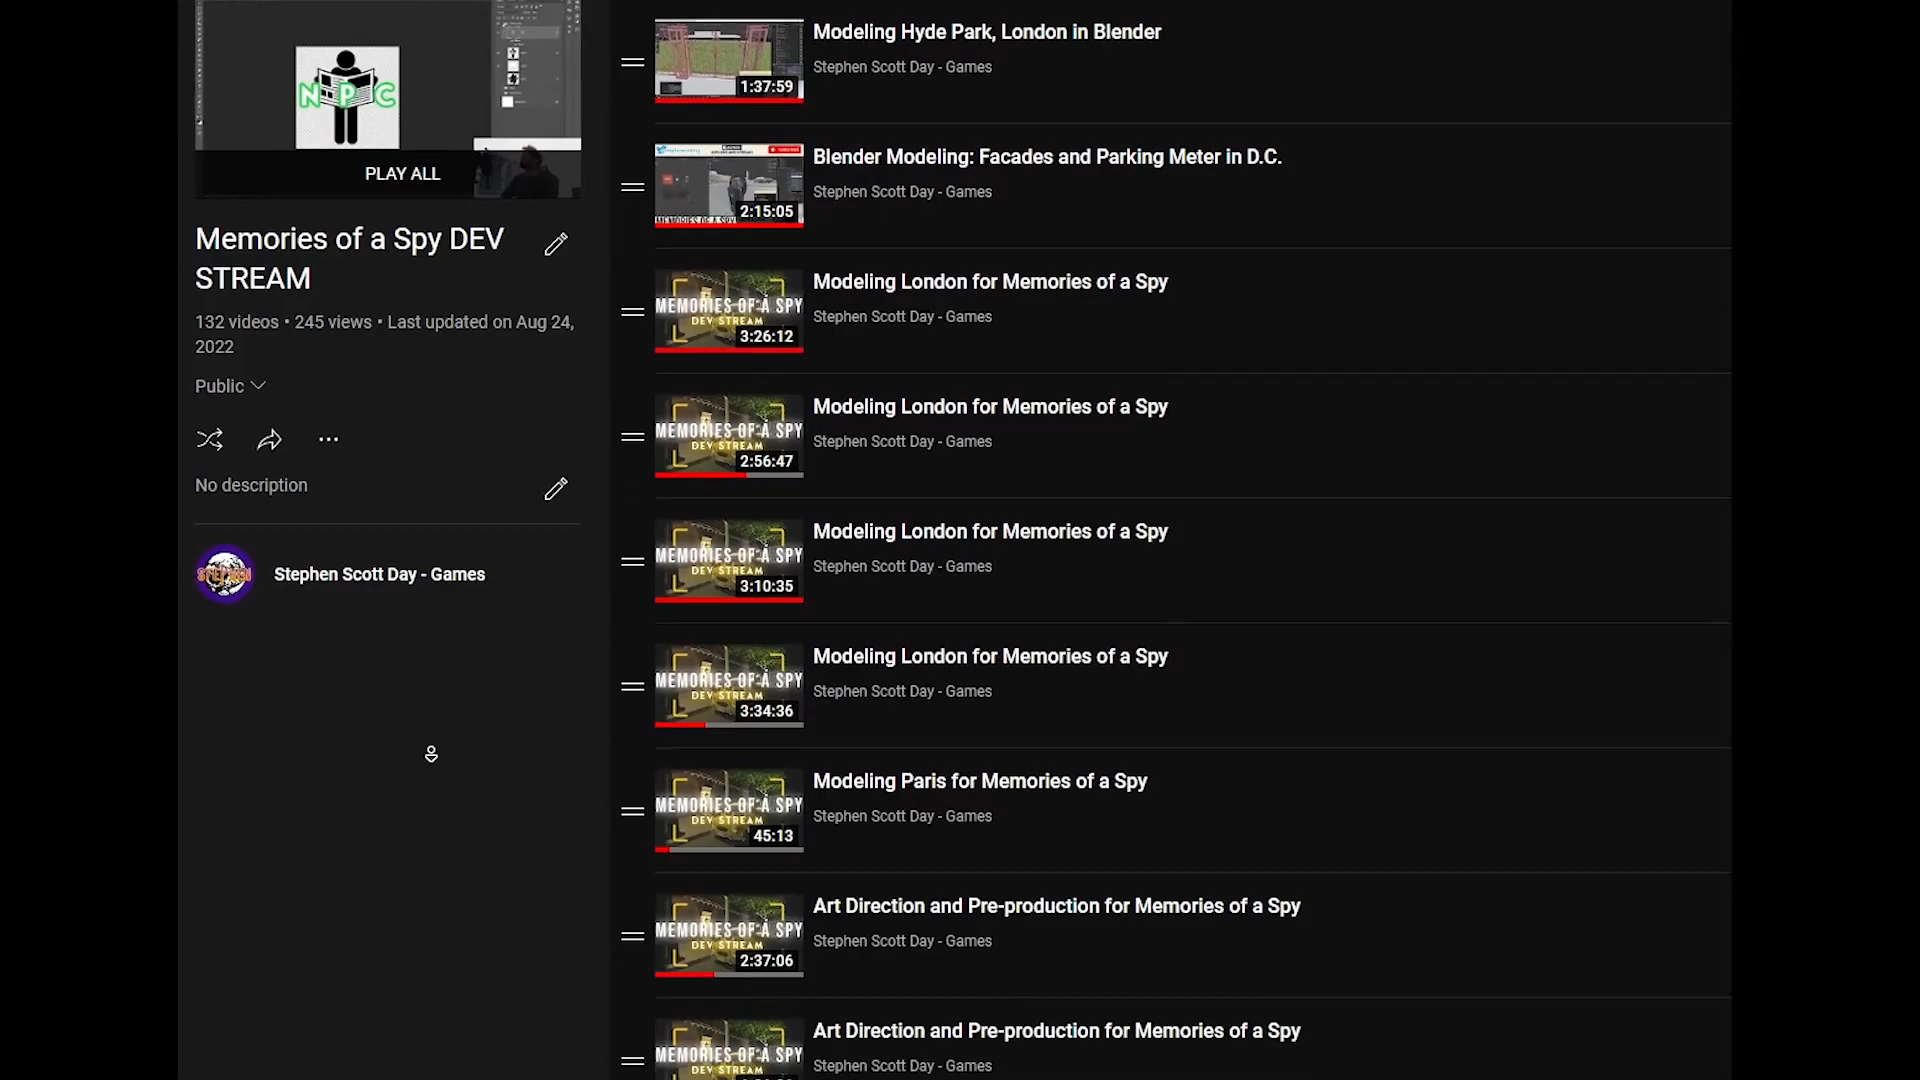 NPC
PLAY ALL
Memories of a Spy DEV
STREAM
132 videos • 245 views • Last updated on Aug 24,
2022
Public
No description
STEPHEN
Stephen Scott Day - Games
Modeling Hyde Park, London in Blender
Stephen Scott Day - Games
1:37:59
Blender Modeling: Facades and Parking Meter in D.C.
Stephen Scott Day - Games
2:15:05
MEMORIES OF A SPY
Modeling London for Memories of a Spy
Stephen Scott Day - Games
MEMORIES OF A SPY
DEV STREAM
3:26:12
Modeling London for Memories of a Spy
Stephen Scott Day - Games
MEMORIES OF A SPY
DEV STREAM
2:56:47
Modeling London for Memories of a Spy
Stephen Scott Day - Games
MEMORIES OF A SPY
DEV STREAM
3:10:35
Modeling London for Memories of a Spy
Stephen Scott Day - Games
MEMORIES OF A SPY
DEV STREAM
3:34:36
Modeling Paris for Memories of a Spy
Stephen Scott Day - Games
MEMORIES OF A SPY
DEV STREAM
45:13
Art Direction and Pre-production for Memories of a Spy
Stephen Scott Day - Games
MEMORIES OF A SPY
DEV STREAM
2:37:06
Art Direction and Pre-production for Memories of a Spy
Stephen Scott Day - Games
MEMORIES OF A SPY
DEV STREAM